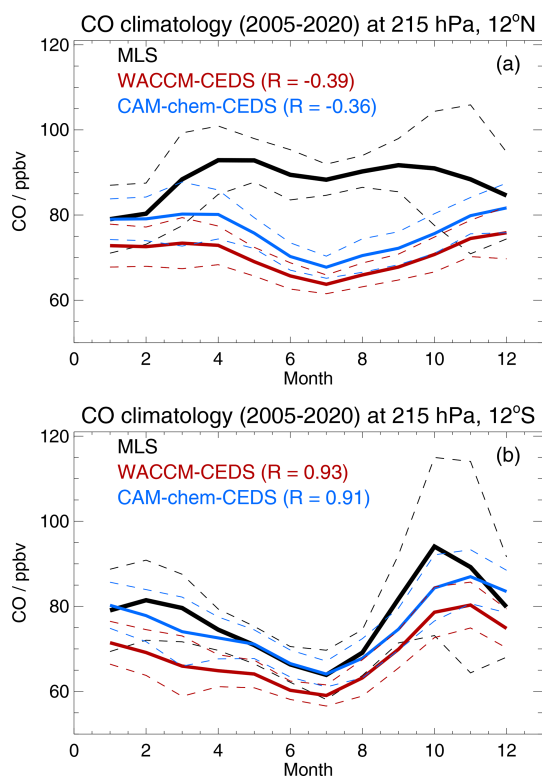 CO climatology (2005-2020) at 215 hPa, 12°N
MLS
(a)
WACCM-CEDS (R = -0.39)
CAM-chem-CEDS (R = -0.36)
120
100
80
60
CO / ppbv
0 2 4 6 8 10 12
Month
CO climatology (2005-2020) at 215 hPa, 12°S
MLS
(b)
WACCM-CEDS (R = 0.93)
CAM-chem-CEDS (R = 0.91)
120
100
80
60
CO / ppbv
0 2 4 6 8 10 12
Month